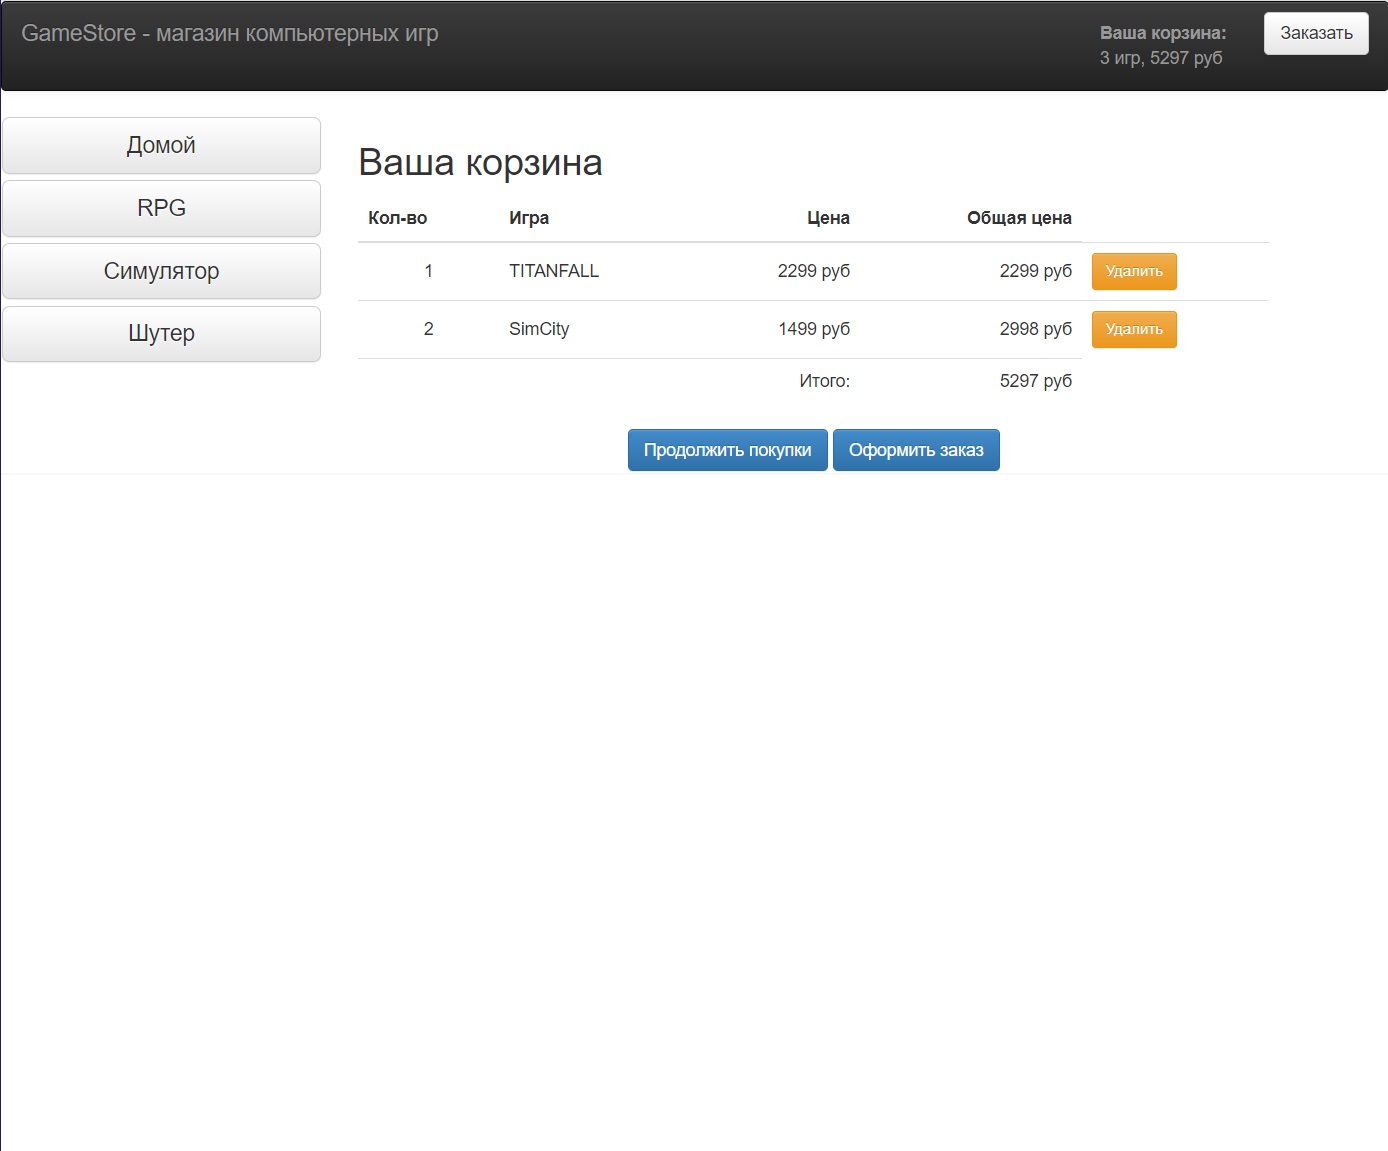 GameStore - магазин компьютерных игр
Ваша корзина:
3 игр, 5297 руб
Заказать
Домой
RPG
Симулятор
Шутер
Ваша корзина
Кол-во Игра Цена Общая цена
1 TITANFALL 2299 руб 2299 руб Удалить
2 SimCity 1499 руб 2998 руб Удалить
Итого: 5297 руб
Продолжить покупки Оформить заказ